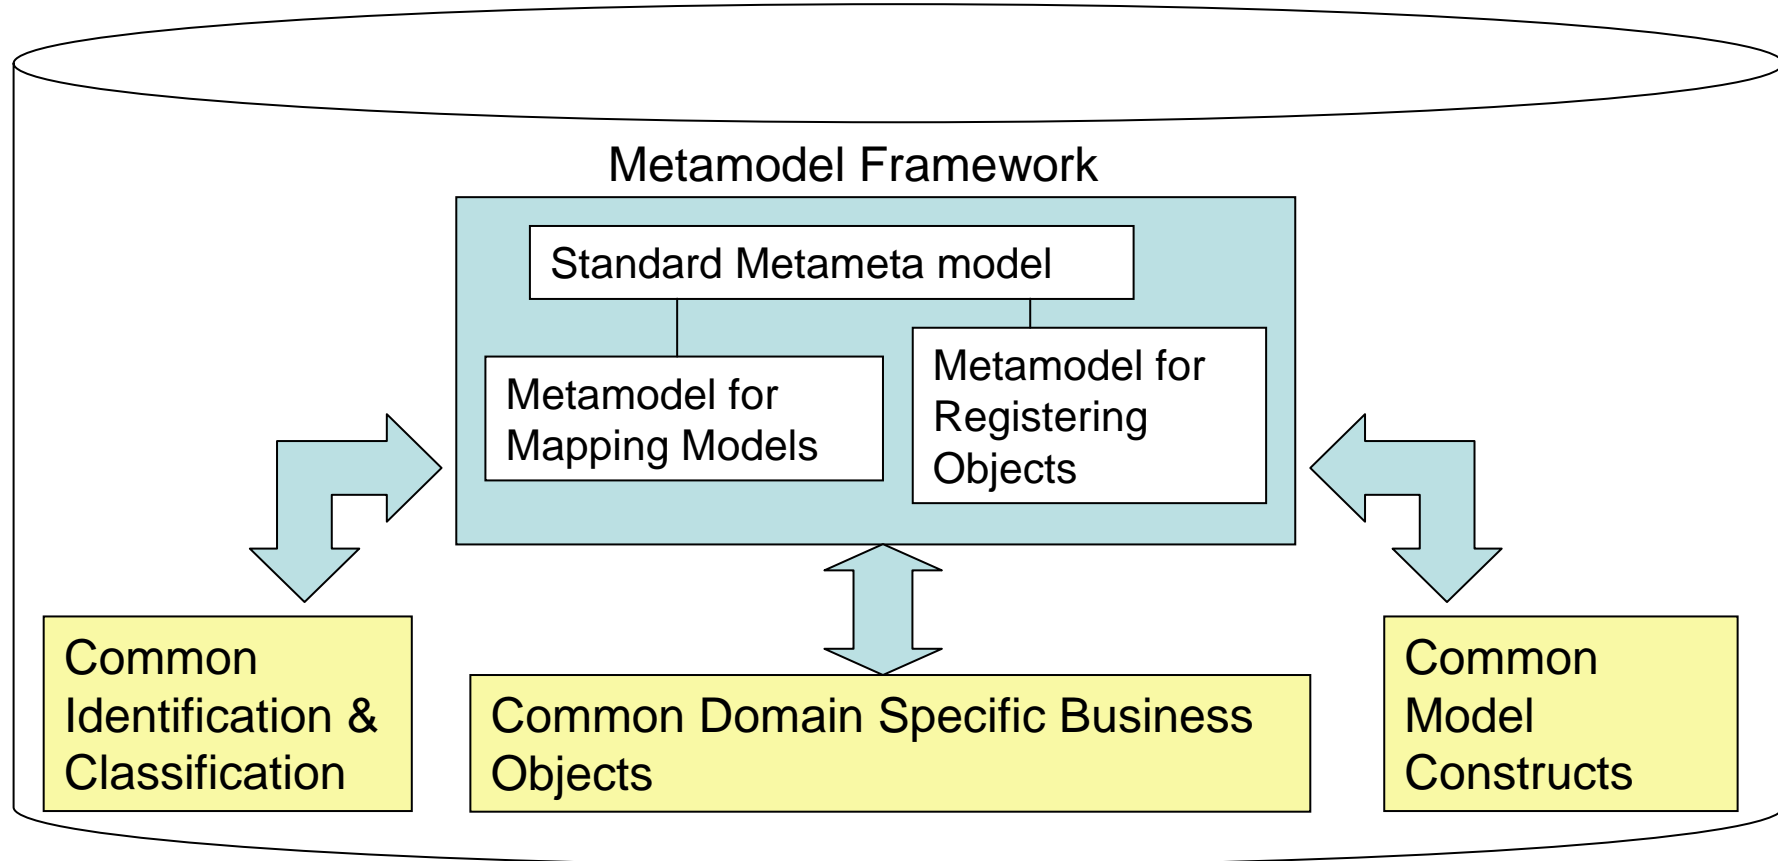 Metamodel Framework
Standard Metameta model
Metamodel for
Mapping Models
Metamodel for
Registering
Objects
Common
Identification &
Classification
Common Domain Specific Business
Objects
Common
Model
Constructs